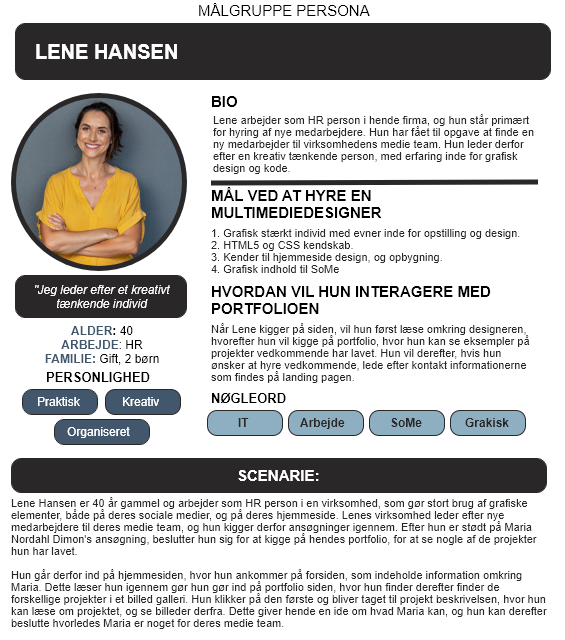 MÅLGRUPPE PERSONA
LENE HANSEN
BIO
Lene arbejder som HR person i hende firma, og hun står primært
for hyring af nye medarbejdere. Hun har fået til opgave at finde en
ny medarbejder til virksomhedens medie team. Hun leder derfor
efter en kreativ tænkende person, med erfaring inde for grafisk
design og kode.
MÅL VED AT HYRE EN
MULTIMEDIEDESIGNER
1. Grafisk stærkt individ med evner inde for opstilling og design.
2. HTML5 og CSS kendskab.
3. Kender til hjemmeside design, og opbygning.
4. Grafisk indhold til SoMe
"Jeg leder efter et kreativt
tænkende individ
ALDER: 40
ARBEJDE: HR
FAMILIE: Gift, 2 børn
PERSONLIGHED
Praktisk
Kreativ
Organiseret
HVORDAN VIL HUN INTERAGERE MED
PORTFOLIOEN
Når Lene kigger på siden, vil hun først læse omkring designeren,
hvorefter hun vil kigge på portfolio, hvor hun kan se eksempler på
projekter vedkommende har lavet. Hun vil derefter, hvis hun
ønsker at hyre vedkommende, lede efter kontakt informationerne
som findes på landing pagen.
NØGLEORD
IT
Arbejde
SoMe
Grakisk
SCENARIE:
Lene Hansen er 40 år gammel og arbejder som HR person i en virksomhed, som gør stort brug af grafiske
elementer, både på deres sociale medier, og på deres hjemmeside. Lenes virksomhed leder efter nye
medarbejdere til deres medie team, og hun kigger derfor ansøgninger igennem. Efter hun er stødt på Maria
Nordahl Dimon's ansøgning, beslutter hun sig for at kigge på hendes portfolio, for at se nogle af de projekter
hun har lavet.
Hun går derfor ind på hjemmesiden, hvor hun ankommer på forsiden, som indeholde information omkring
Maria. Dette læser hun igennem gør hun gør ind på portfolio siden, hvor hun finder derefter finder de
forskellige projekter i et billed galleri. Hun klikker på den første og bliver taget til projekt beskrivelsen, hvor hun
kan læse om projektet, og se billeder derfra. Dette giver hende en ide om hvad Maria kan, og hun kan derefter
beslutte hvorledes Maria er noget for deres medie team.